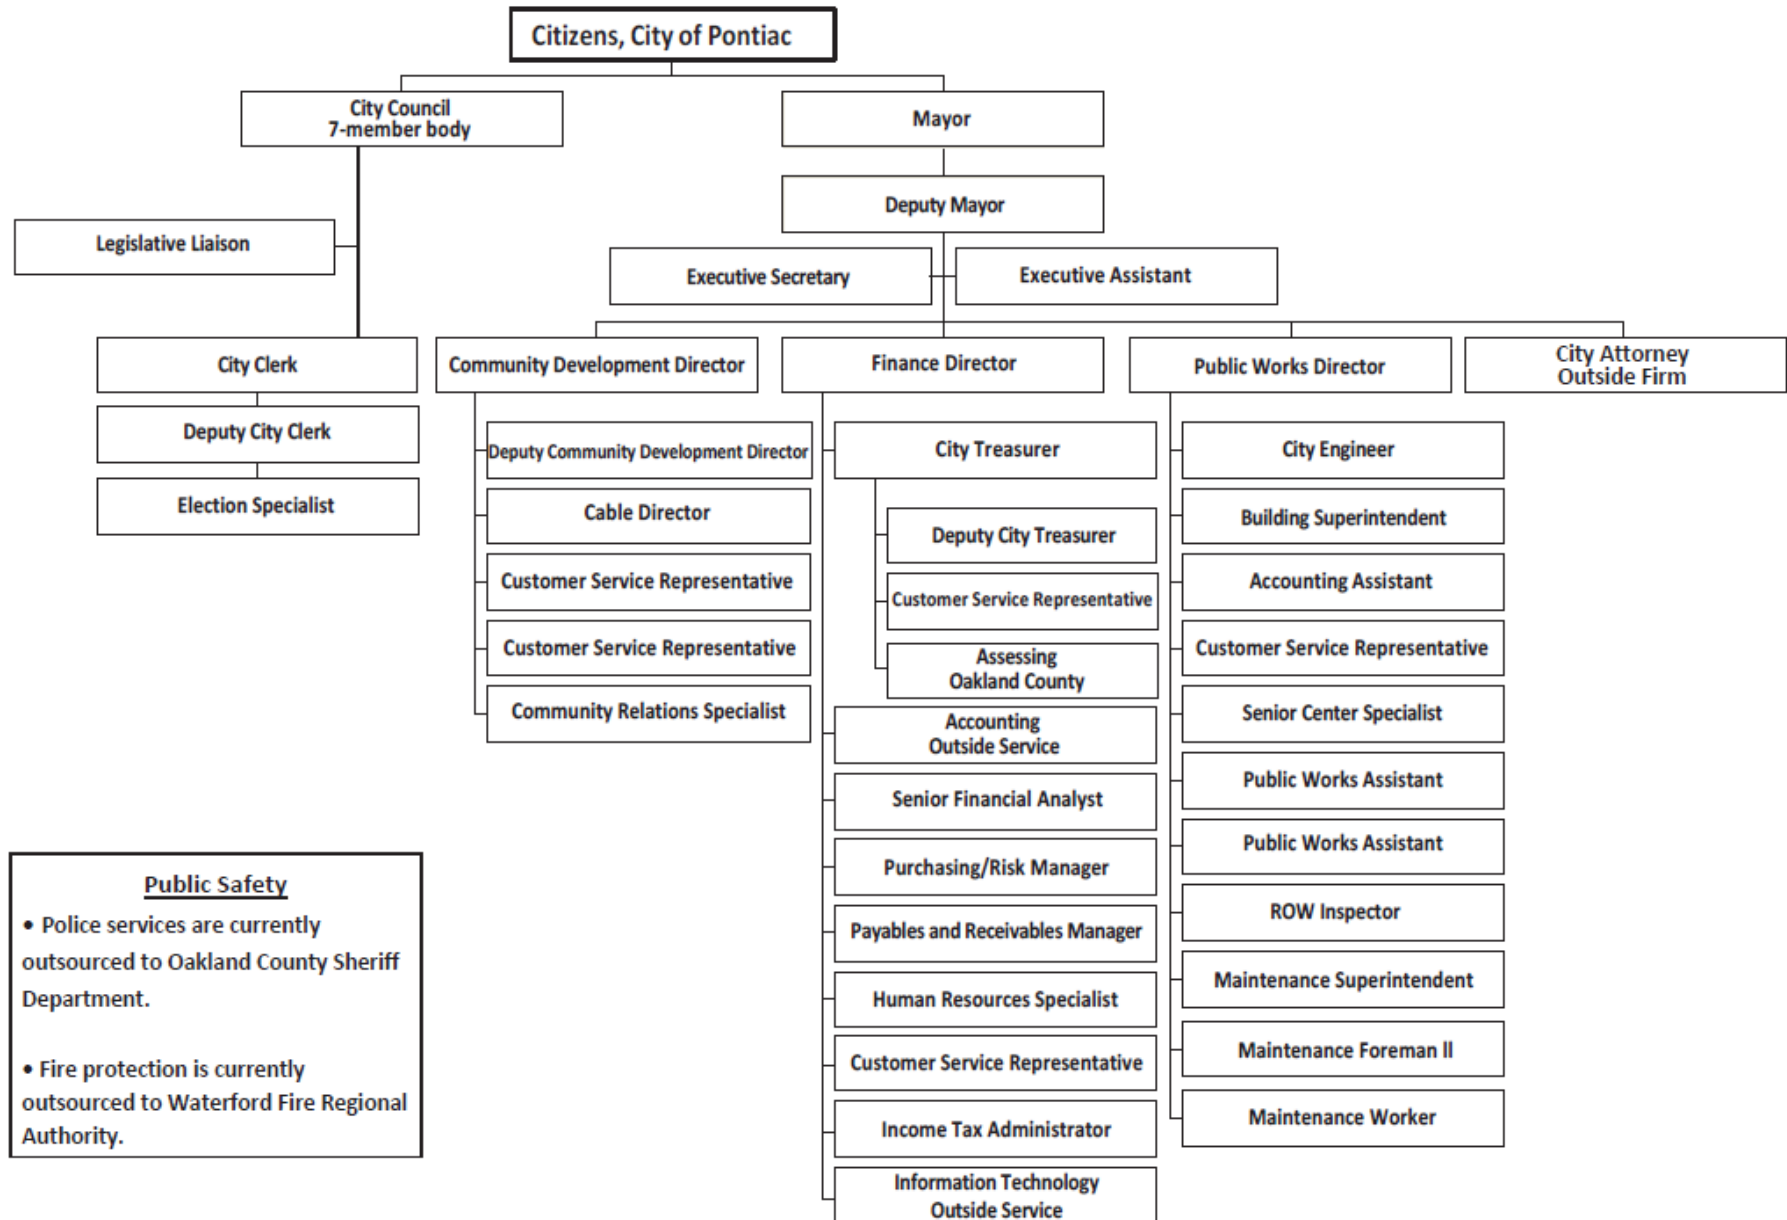 Citizens, City of Pontiac
City Council
7-member body
Mayor
Deputy Mayor
Legislative Liaison
Executive Secretary
Executive Assistant
City Clerk
Community Development Director
Finance Director
Public Works Director
City Attorney
Outside Firm
Deputy City Clerk
Election Specialist
Deputy Community Development Director
Cable Director
Customer Service Representative
Customer Service Representative
Community Relations Specialist
City Treasurer
Deputy City Treasurer
Customer Service Representative
Assessing
Oakland County
Accounting
Outside Service
Senior Financial Analyst
Purchasing/Risk Manager
Payables and Receivables Manager
Human Resources Specialist
Customer Service Representative
Income Tax Administrator
Information Technology
Outside Service
City Engineer
Building Superintendent
Accounting Assistant
Customer Service Representative
Senior Center Specialist
Public Works Assistant
Public Works Assistant
ROW Inspector
Maintenance Superintendent
Maintenance Foreman ll
Maintenance Worker
Public Safety
• Police services are currently
outsourced to Oakland County Sheriff
Department.
• Fire protection is currently
outsourced to Waterford Fire Regional
Authority.